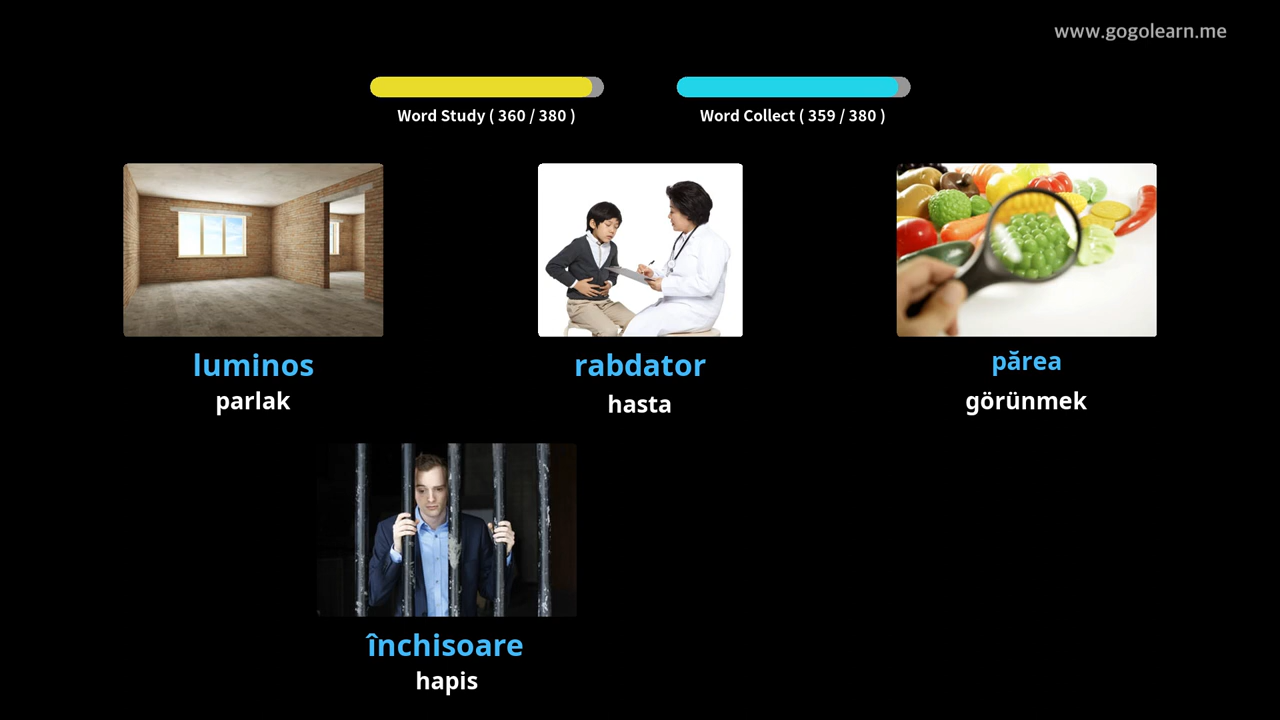 www.gogolearn.me
Word Study ( 360 / 380 )
Word Collect ( 359 / 380 )
luminos
parlak
rabdator
hasta
părea
görünmek
închisoare
hapis